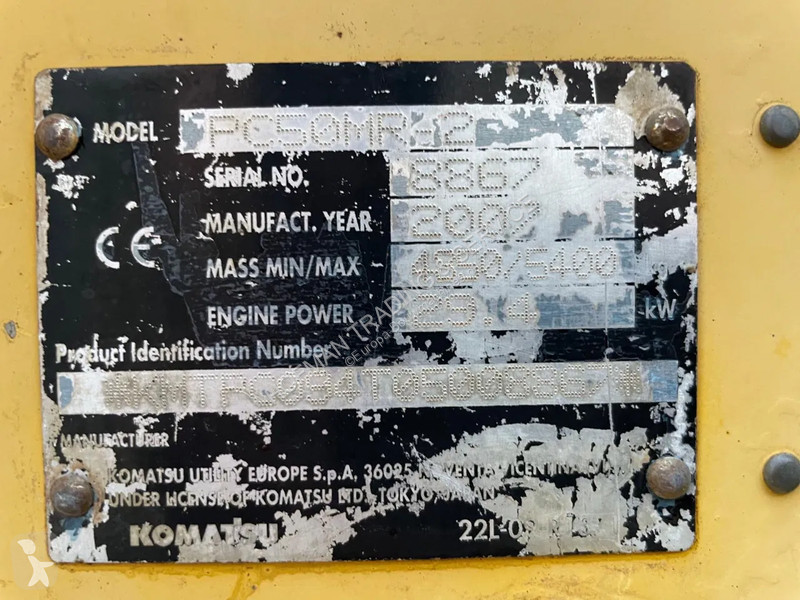 MODEL PC50MR-2
SERIAL NO. 8867
MANUFACT. YEAR 2007
CE
MASS MIN/MAX 4950/5400
ENGINE POWER 29.4 kW
Product Identification Number
MANUFACTURER
KOMATSU UTILITY EUROPE S.p.A, 36025
UNDER LICENSE OF KOMATSU LTD., TOKYO, JAPAN
KOMATSU